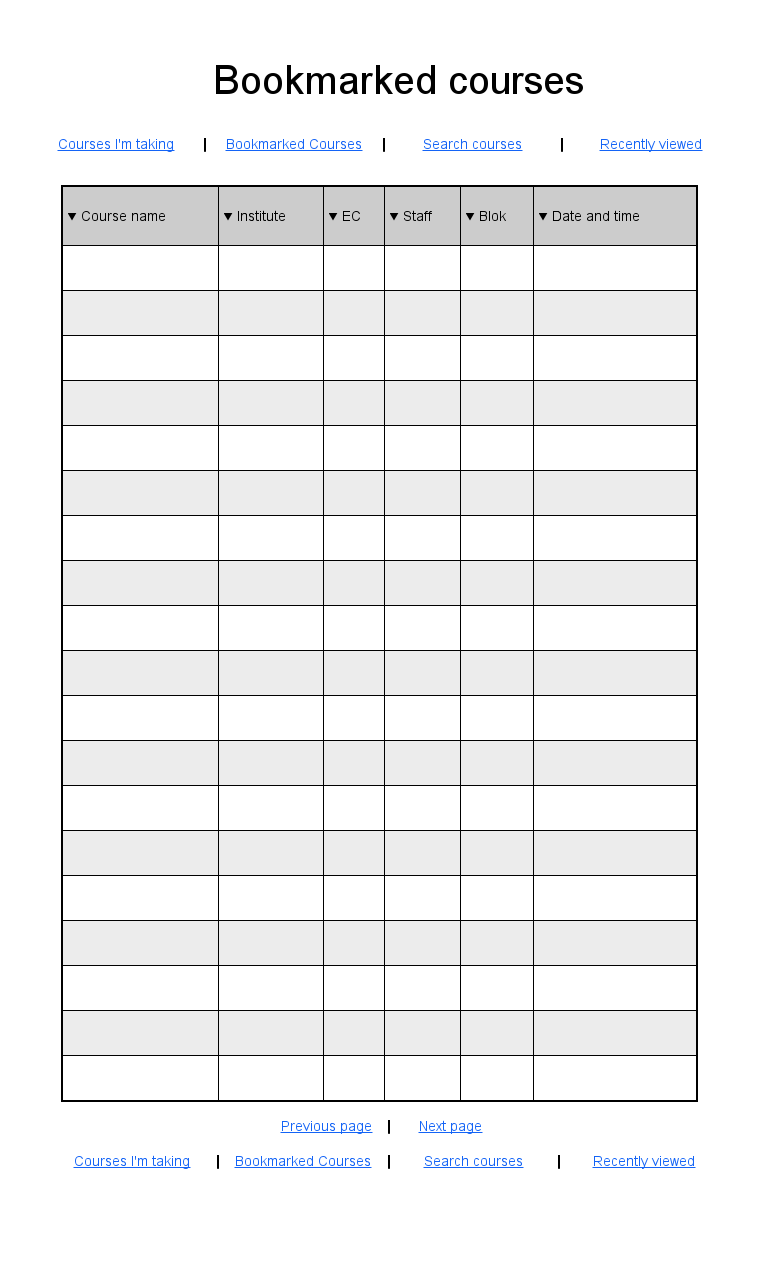 Bookmarked courses
Courses I'm taking | Bookmarked Courses | Search courses | Recently viewed
▼ Course name ▼ Institute ▼ EC ▼ Staff ▼ Blok ▼ Date and time
Previous page | Next page
Courses I'm taking | Bookmarked Courses | Search courses | Recently viewed